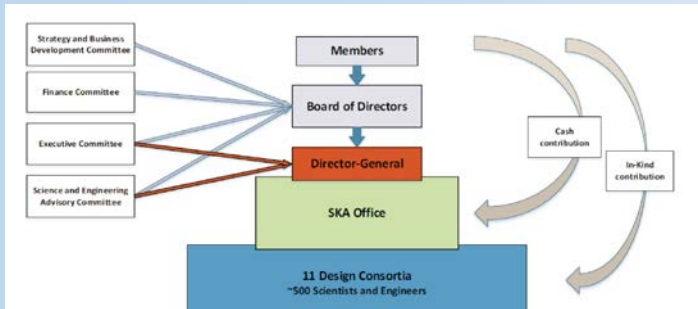 Strategy and Business
Development Committee
Finance Committee
Executive Committee
Science and Engineering
Advisory Committee
Members
Board of Directors
Director-General
SKA Office
11 Design Consortia
~500 Scientists and Engineers
Cash
contribution
In-Kind
contribution